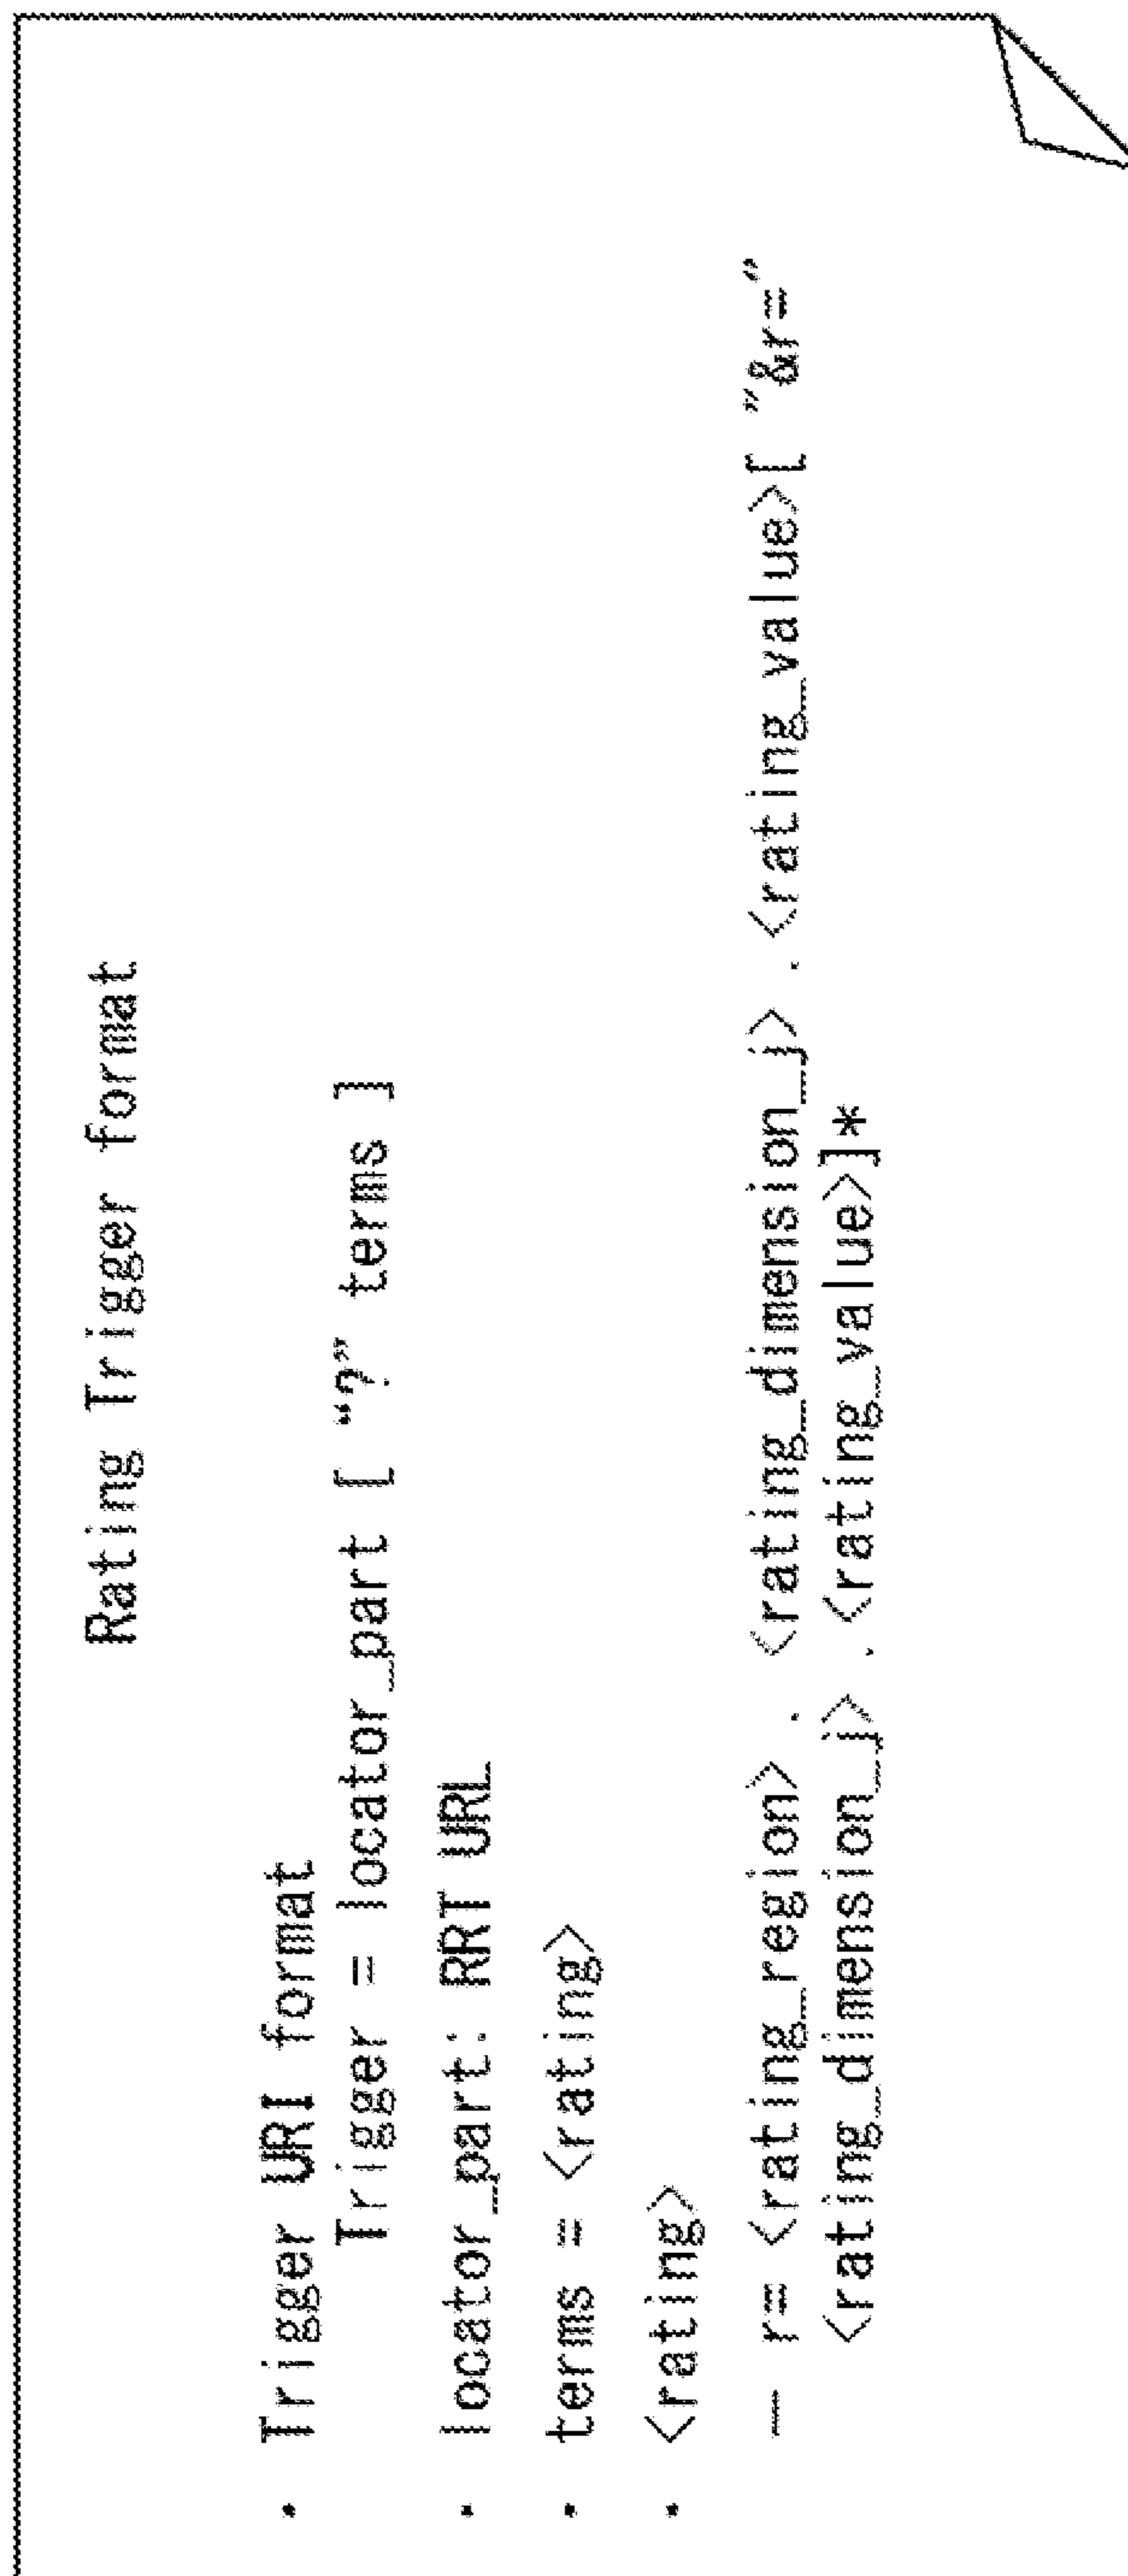 Rating Trigger format
• Trigger URI format
Trigger = locator_part [ “?” terms ]
• locator_part: RRT URL
• terms = <rating>
• <rating>
— r= <rating_region> . <rating_dimension_j> .<rating_value>[ ”&r=”
<rating_dimension_j> .<rating_value>]*